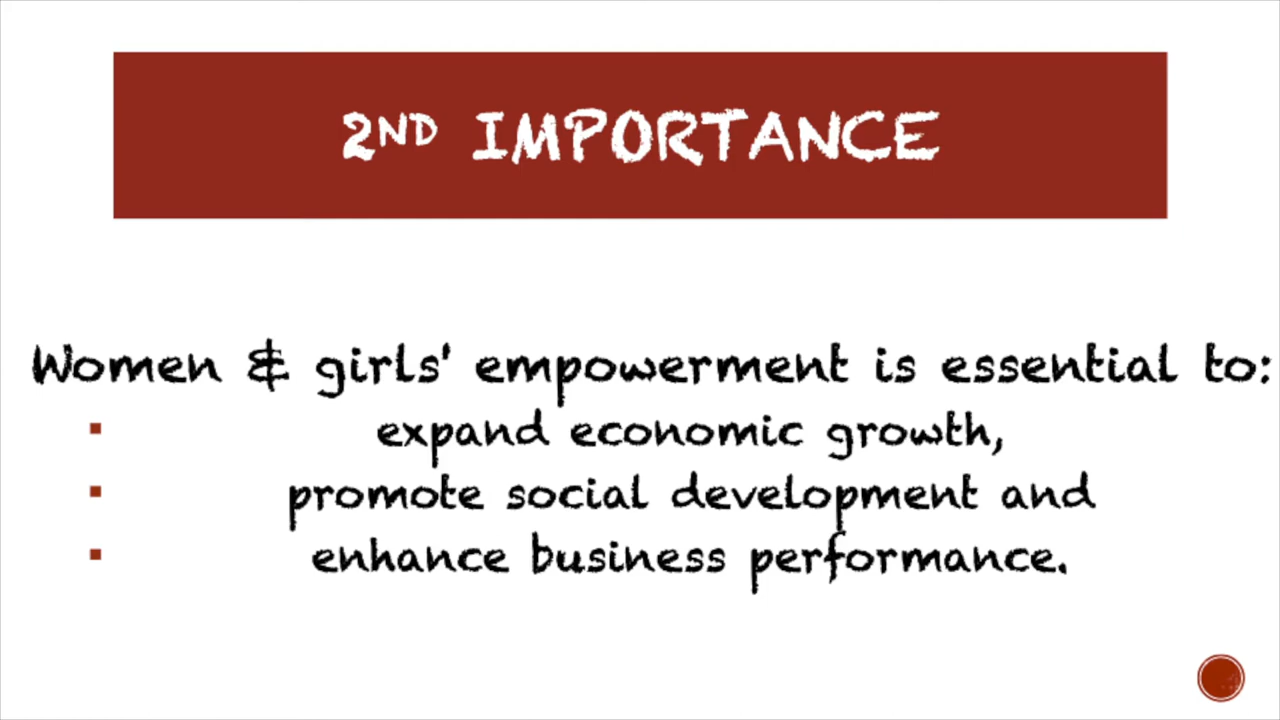 2ND IMPORTANCE
Women & girls' empowerment is essential to:
▪ expand economic growth,
▪ promote social development and
▪ enhance business performance.